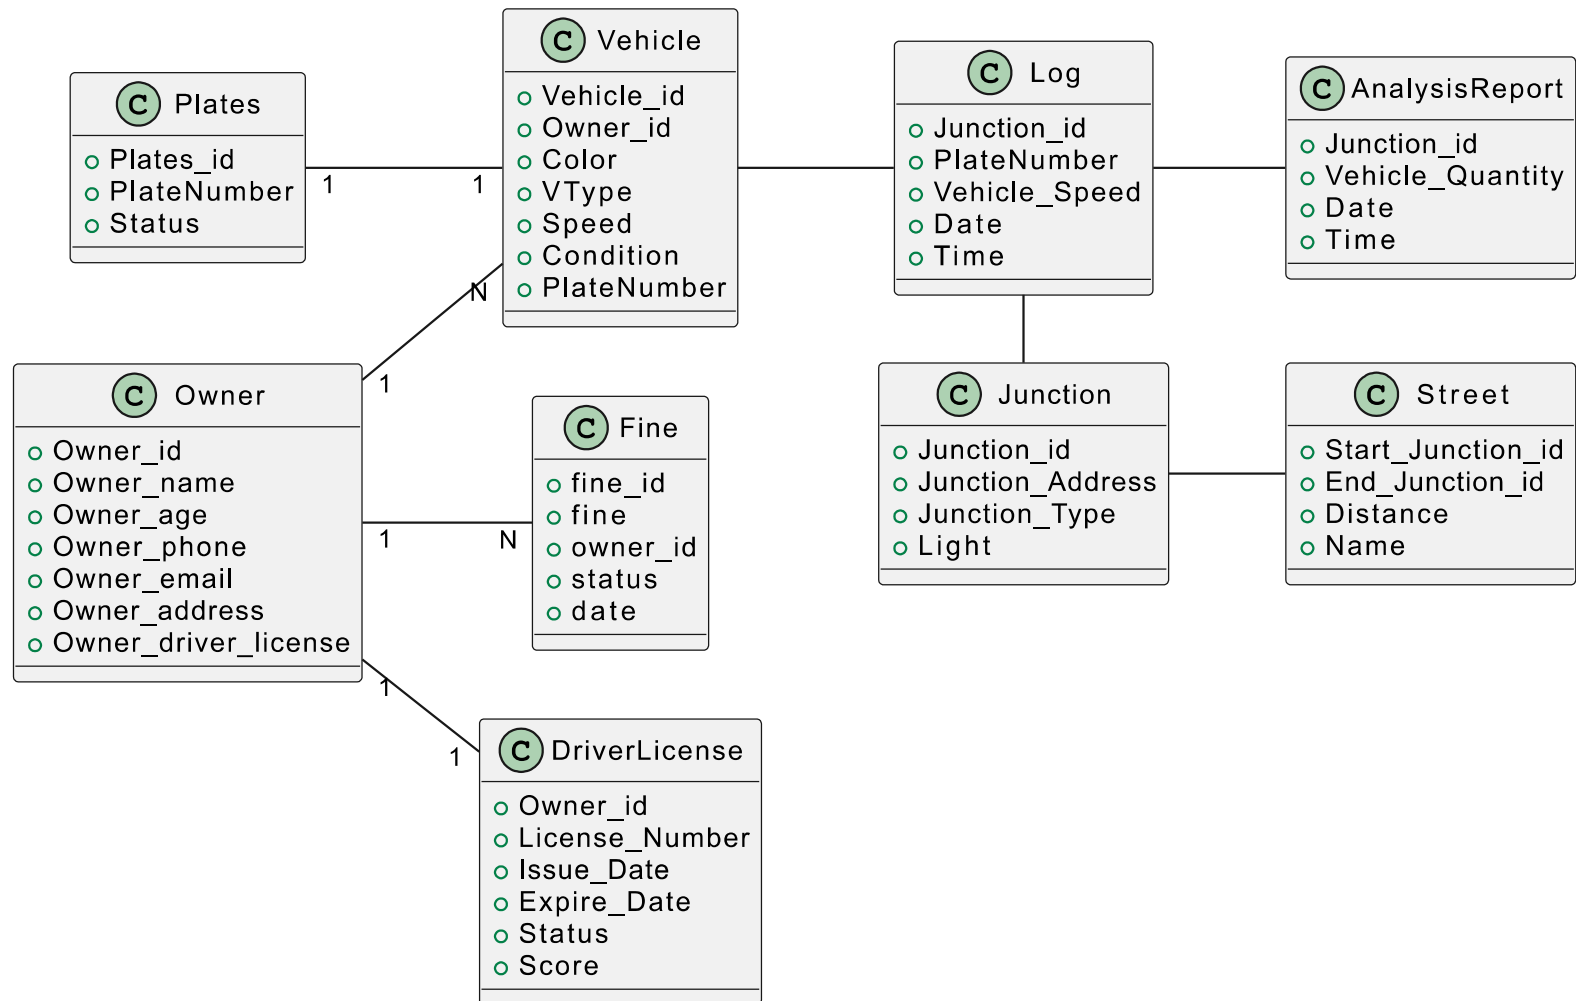 C Plates
Plates_id
PlateNumber
Status
C Vehicle
Vehicle_id
Owner_id
Color
VType
Speed
Condition
PlateNumber
C Log
Junction_id
PlateNumber
Vehicle_Speed
Date
Time
C AnalysisReport
Junction_id
Vehicle_Quantity
Date
Time
1
1
N
1
C Owner
Owner_id
Owner_name
Owner_age
Owner_phone
Owner_email
Owner_address
Owner_driver_license
C Fine
fine_id
fine
owner_id
status
date
C Junction
Junction_id
Junction_Address
Junction_Type
Light
C Street
Start_Junction_id
End_Junction_id
Distance
Name
1
N
1
1
C DriverLicense
Owner_id
License_Number
Issue_Date
Expire_Date
Status
Score